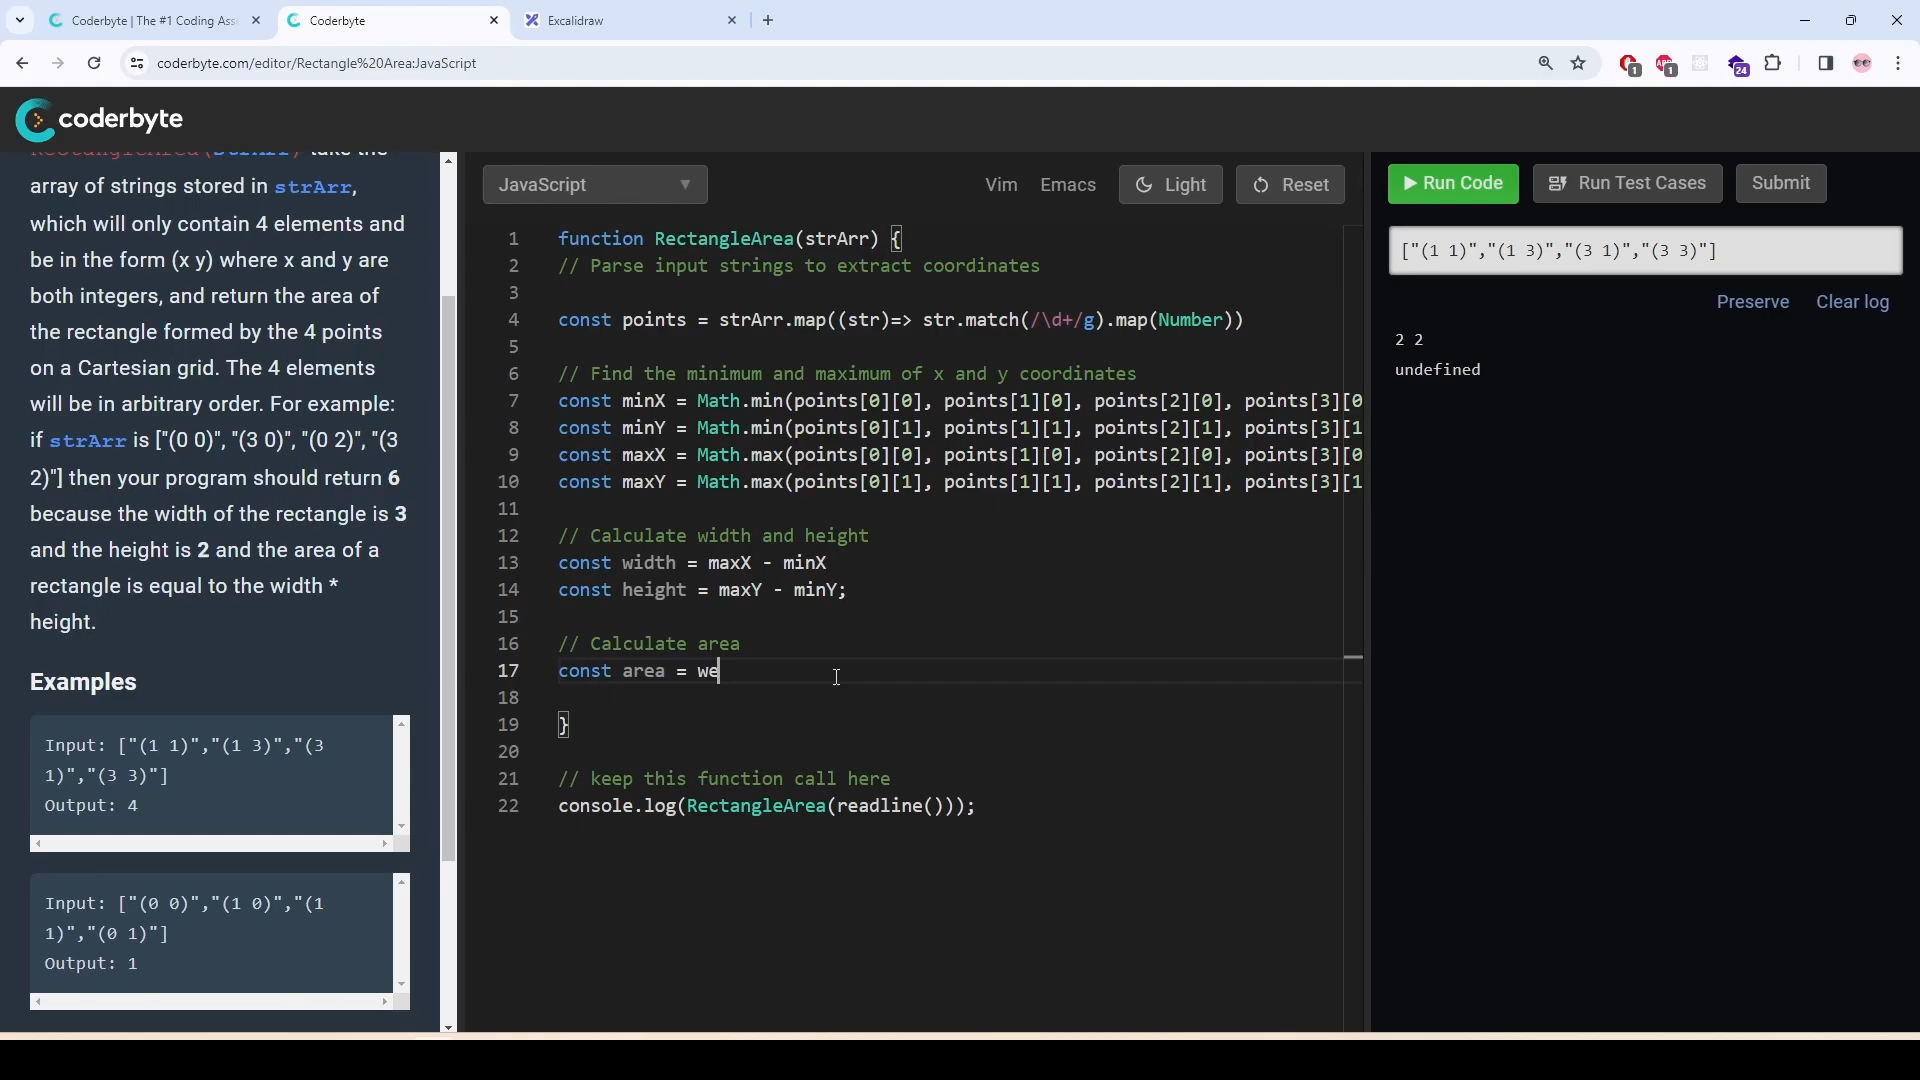 Coderbyte | The #1 Coding Ass
Coderbyte
Excalidraw
coderbyte.com/editor/Rectangle%20Area:JavaScript
1
1
24
coderbyte
RectangleArea(strArr) take the
array of strings stored in strArr,
which will only contain 4 elements and
be in the form (x y) where x and y are
both integers, and return the area of
the rectangle formed by the 4 points
on a Cartesian grid. The 4 elements
will be in arbitrary order. For example:
if strArr is ["(0 0)", "(3 0)", "(0 2)", "(3
2)"] then your program should return 6
because the width of the rectangle is 3
and the height is 2 and the area of a
rectangle is equal to the width *
height.
Examples
Input: ["(1 1)","(1 3)","(3
1)","(3 3)"]
Output: 4
Input: ["(0 0)","(1 0)","(1
1)","(0 1)"]
Output: 1
JavaScript
Vim
Emacs
Light
Reset
1 function RectangleArea(strArr) {
2 // Parse input strings to extract coordinates
3
4 const points = strArr.map((str)=> str.match(/\d+/g).map(Number))
5
6 // Find the minimum and maximum of x and y coordinates
7 const minX = Math.min(points[0][0], points[1][0], points[2][0], points[3][0
8 const minY = Math.min(points[0][1], points[1][1], points[2][1], points[3][1
9 const maxX = Math.max(points[0][0], points[1][0], points[2][0], points[3][0
10 const maxY = Math.max(points[0][1], points[1][1], points[2][1], points[3][1
11
12 // Calculate width and height
13 const width = maxX - minX
14 const height = maxY - minY;
15
16 // Calculate area
17 const area = we
18
19 }
20
21 // keep this function call here
22 console.log(RectangleArea(readline()));
Run Code
Run Test Cases
Submit
["(1 1)","(1 3)","(3 1)","(3 3)"]
Preserve
Clear log
2 2
undefined